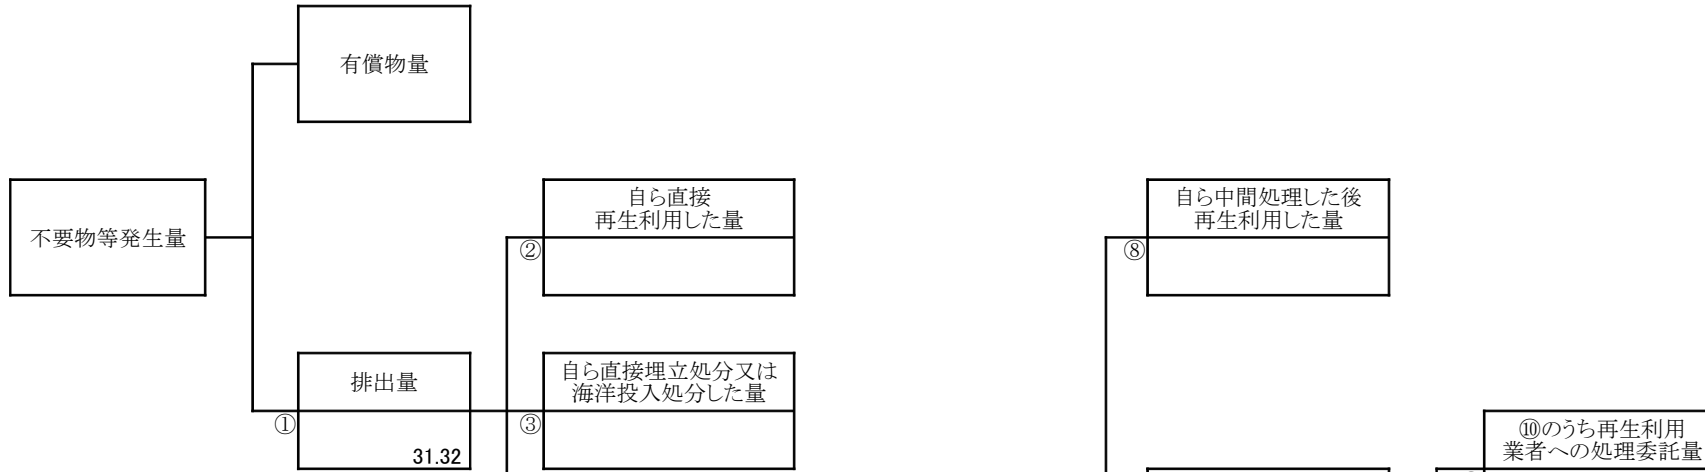 有償物量
不要物等発生量
自ら直接
再生利用した量
②
自ら中間処理した後
再生利用した量
⑧
排出量
①
31.32
自ら直接埋立処分又は
海洋投入処分した量
③
⑩のうち再生利用
業者への処理委託量